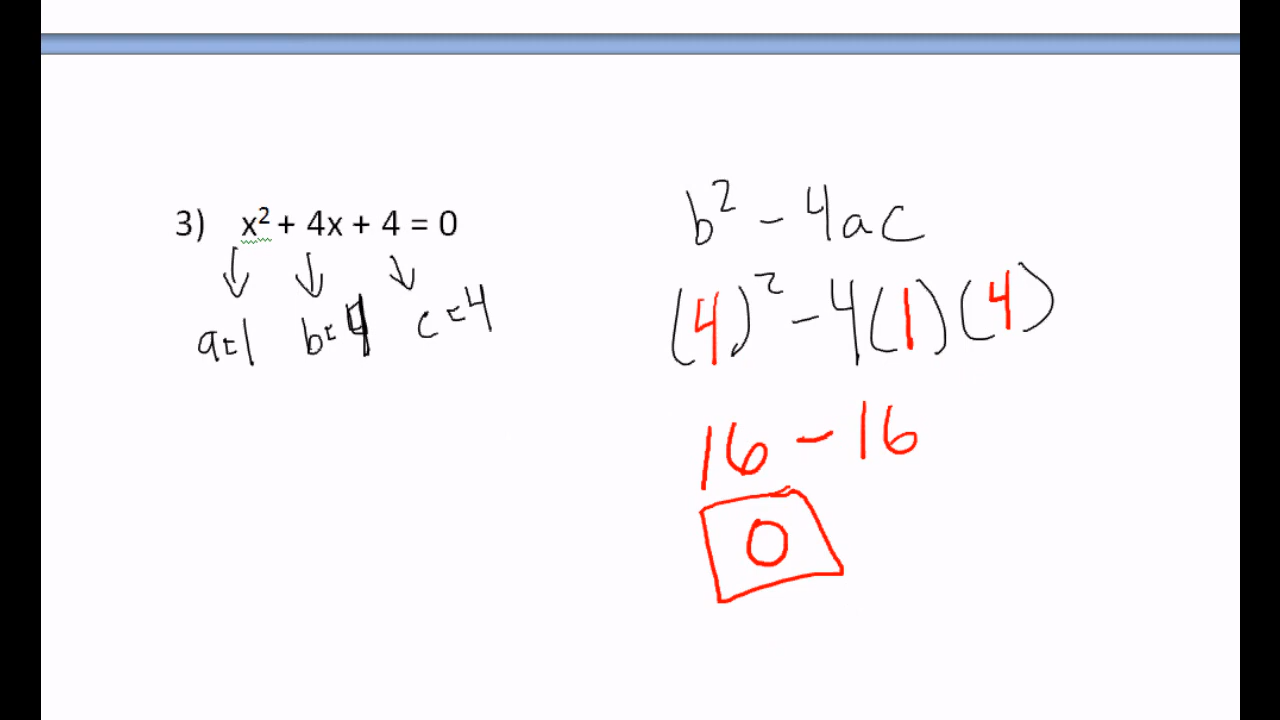 3) x² + 4x + 4 = 0
a=1 b=4 c=4
b² - 4ac
(4)² - 4(1)(4)
16 - 16
0